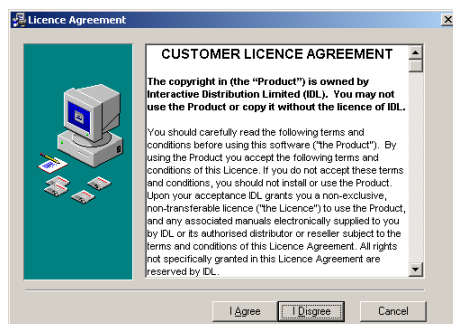 Licence Agreement
CUSTOMER LICENCE AGREEMENT
The copyright in (the “Product”) is owned by
Interactive Distribution Limited (IDL). You may not
use the Product or copy it without the licence of IDL.
You should carefully read the following terms and
conditions before using this software ("the Product"). By
using the Product you accept the following terms and
conditions of this Licence. If you do not accept these terms
and conditions, you should not install or use the Product.
Upon your acceptance IDL grants you a non-exclusive,
non-transferable licence ("the Licence") to use the Product,
and any associated manuals electronically supplied to you
by IDL or its authorised distributor or reseller subject to the
terms and conditions of this Licence Agreement. All rights
not specifically granted in this Licence Agreement are
reserved by IDL.
I Agree I Disgree Cancel